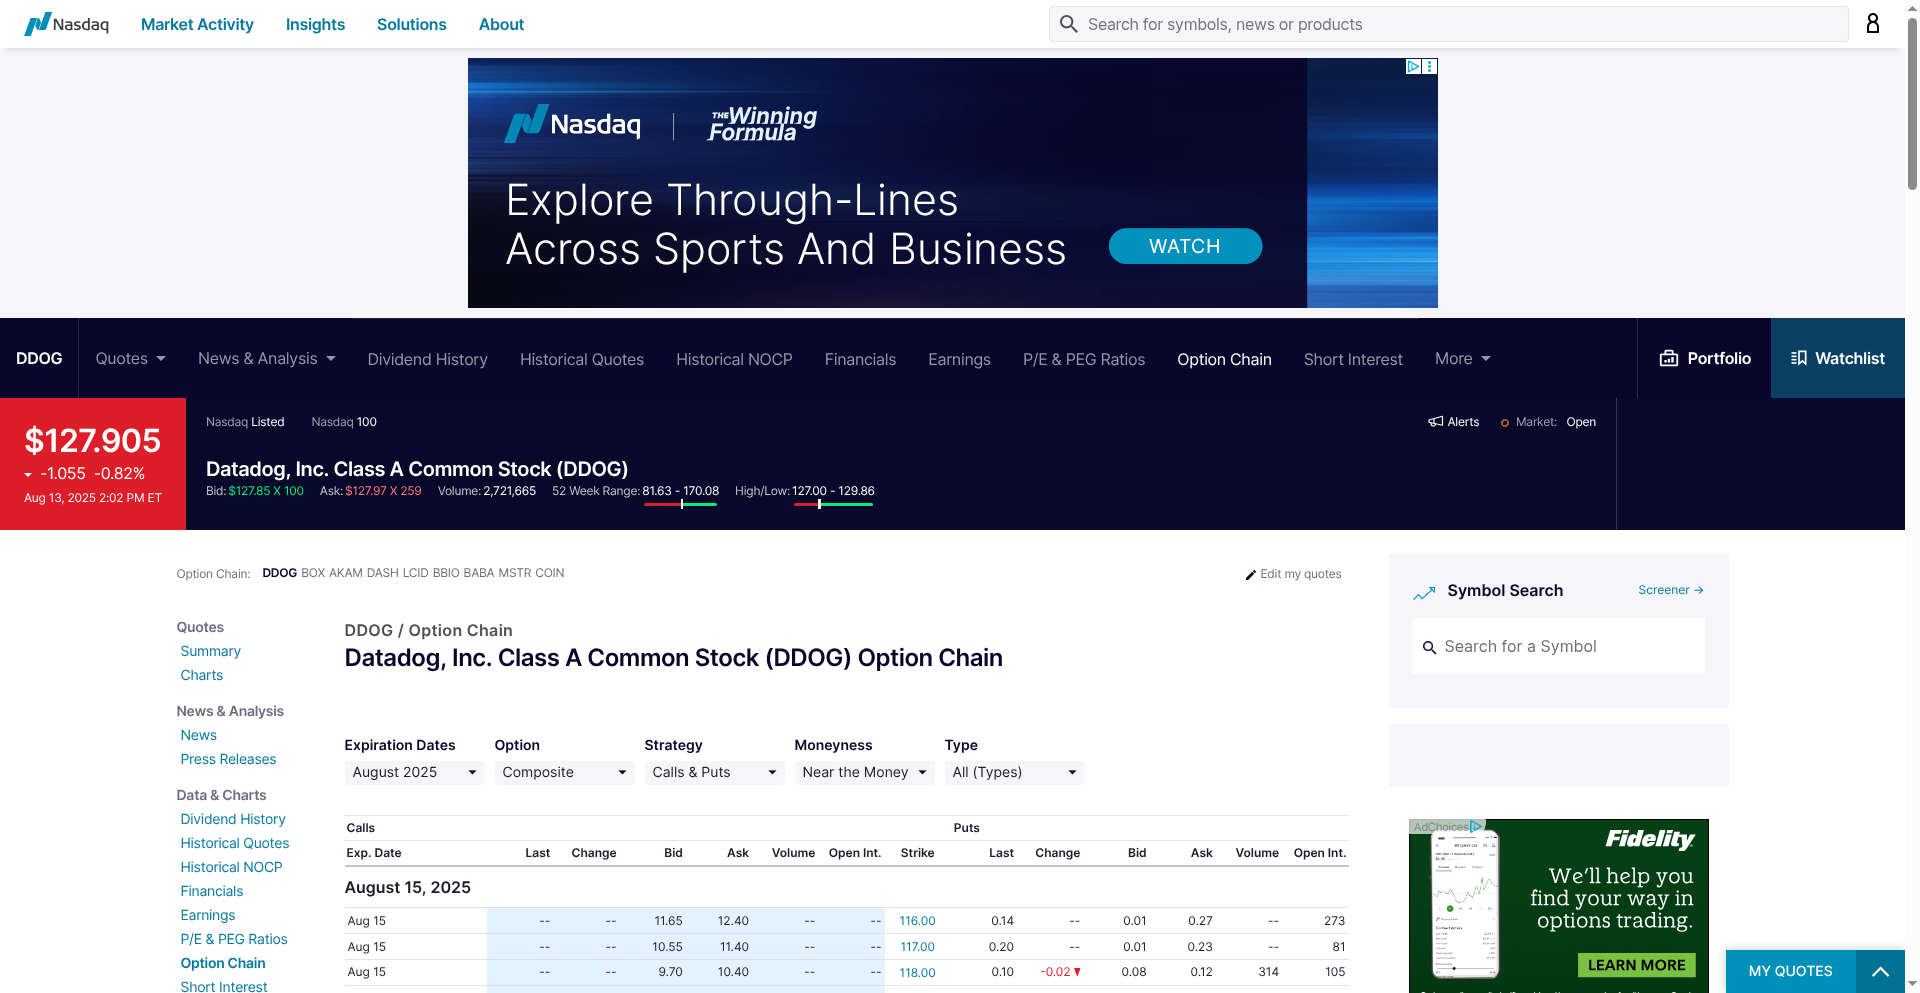 Nasdaq Market Activity Insights Solutions About Search for symbols, news or products
Nasdaq | THE Winning Formula
Explore Through-Lines
Across Sports And Business WATCH
DDOG Quotes News & Analysis Dividend History Historical Quotes Historical NOCP Financials Earnings P/E & PEG Ratios Option Chain Short Interest More Portfolio Watchlist
$127.905
-1.055 -0.82%
Aug 13, 2025 2:02 PM ET
Nasdaq Listed Nasdaq 100 Alerts Market: Open
Datadog, Inc. Class A Common Stock (DDOG)
Bid: $127.85 X 100 Ask: $127.97 X 259 Volume: 2,721,665 52 Week Range: 81.63 - 170.08 High/Low: 127.00 - 129.86
Option Chain: DDOG BOX AKAM DASH LCID BBIO BABA MSTR COIN Edit my quotes
Quotes
Summary
Charts
News & Analysis
News
Press Releases
Data & Charts
Dividend History
Historical Quotes
Historical NOCP
Financials
Earnings
P/E & PEG Ratios
Option Chain
Short Interest
DDOG / Option Chain
Datadog, Inc. Class A Common Stock (DDOG) Option Chain
Expiration Dates Option Strategy Moneyness Type
August 2025 Composite Calls & Puts Near the Money All (Types)
Calls Puts
Exp. Date Last Change Bid Ask Volume Open Int. Strike Last Change Bid Ask Volume Open Int.
August 15, 2025
Aug 15 -- -- 11.65 12.40 -- -- 116.00 0.14 -- 0.01 0.27 -- 273
Aug 15 -- -- 10.55 11.40 -- -- 117.00 0.20 -- 0.01 0.23 -- 81
Aug 15 -- -- 9.70 10.40 -- -- 118.00 0.10 -0.02 0.08 0.12 314 105
Symbol Search Screener →
Search for a Symbol
AdChoices
Fidelity
We'll help you
find your way in
options trading.
LEARN MORE
MY QUOTES